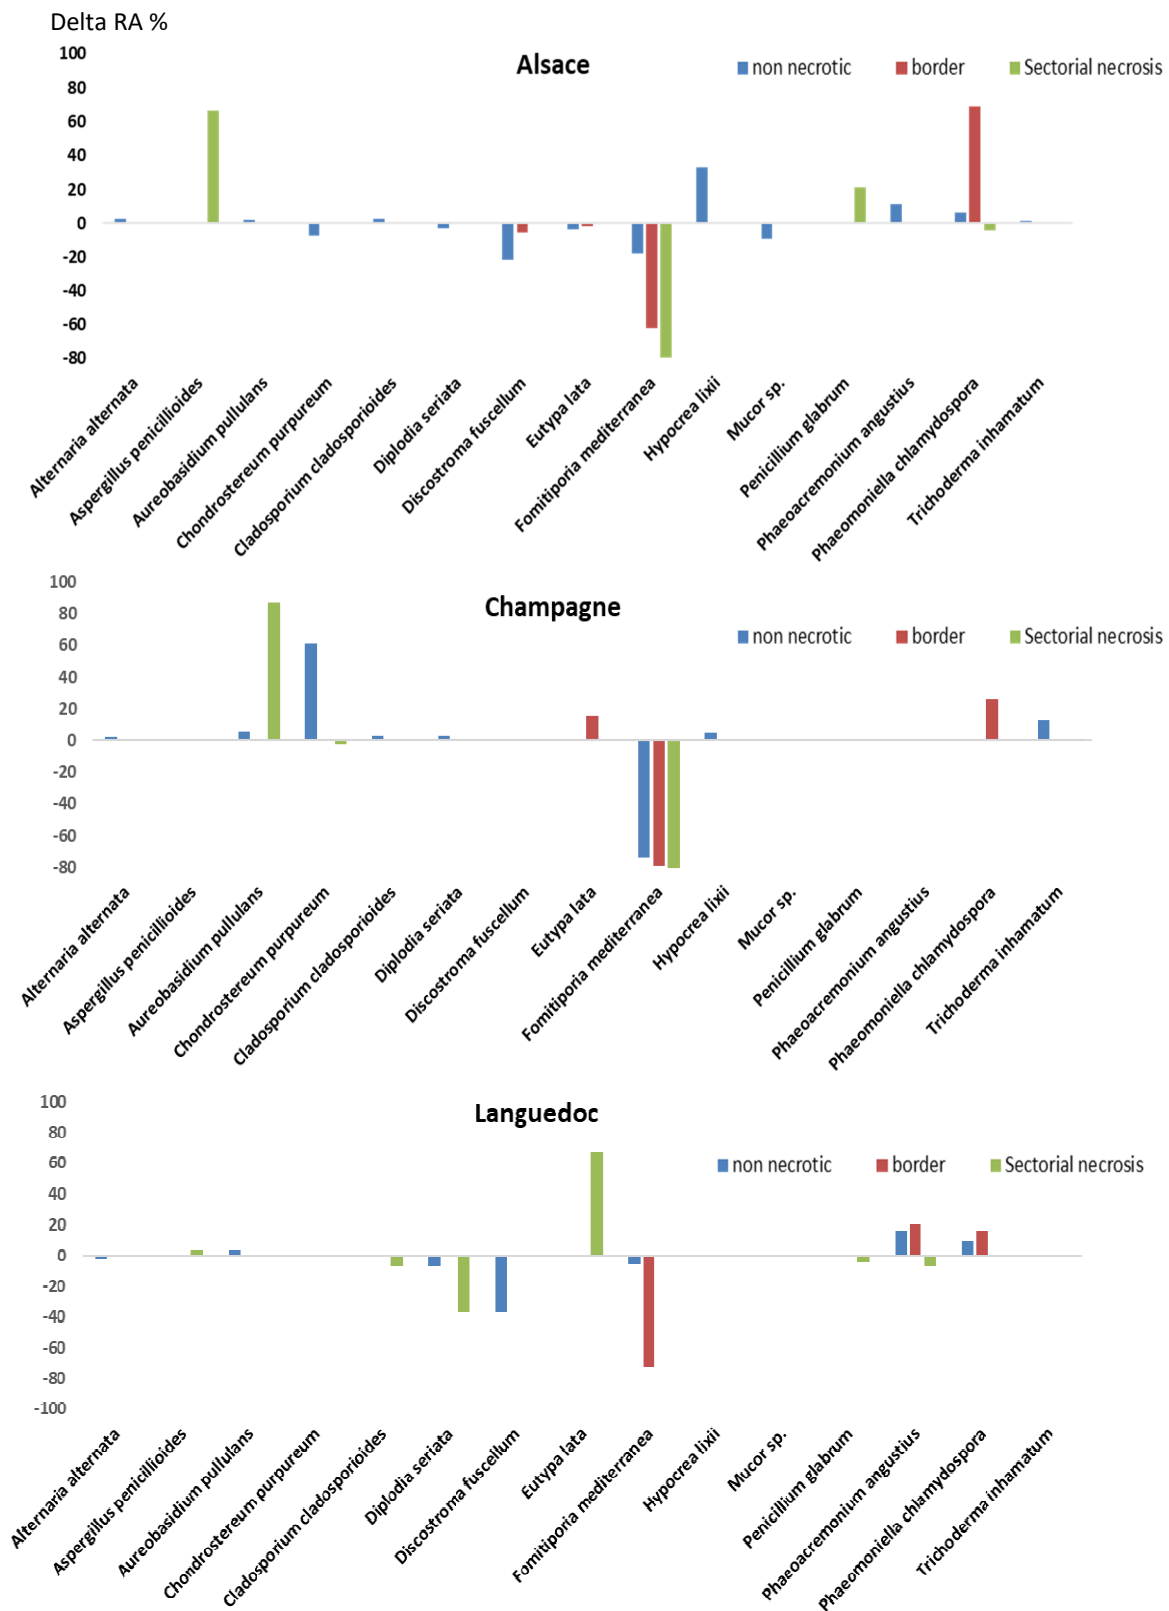 Delta RA %
Alsace
non necrotic border Sectorial necrosis
100
80
60
40
20
0
-20
-40
-60
-80
Alternaria alternata
Aspergillus penicillioides
Aureobasidium pullulans
Chondrostereum purpureum
Cladosporium cladosporioides
Diplodia seriata
Discostroma fuscellum
Eutypa lata
Fomitiporia mediterranea
Hypocrea lixii
Mucor sp.
Penicillium glabrum
Phaeoacremonium angustius
Phaeomoniella chlamydospora
Trichoderma inhamatum
Champagne
non necrotic border Sectorial necrosis
100
80
60
40
20
0
-20
-40
-60
-80
Alternaria alternata
Aspergillus penicillioides
Aureobasidium pullulans
Chondrostereum purpureum
Cladosporium cladosporioides
Diplodia seriata
Discostroma fuscellum
Eutypa lata
Fomitiporia mediterranea
Hypocrea lixii
Mucor sp.
Penicillium glabrum
Phaeoacremonium angustius
Phaeomoniella chlamydospora
Trichoderma inhamatum
Languedoc
non necrotic border Sectorial necrosis
100
80
60
40
20
0
-20
-40
-60
-80
-100
Alternaria alternata
Aspergillus penicillioides
Aureobasidium pullulans
Chondrostereum purpureum
Cladosporium cladosporioides
Diplodia seriata
Discostroma fuscellum
Eutypa lata
Fomitiporia mediterranea
Hypocrea lixii
Mucor sp.
Penicillium glabrum
Phaeoacremonium angustius
Phaeomoniella chlamydospora
Trichoderma inhamatum